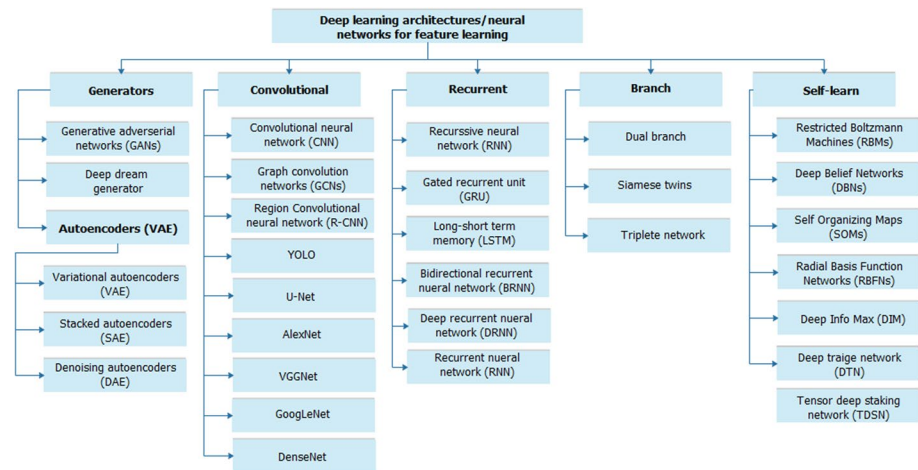 Deep learning architectures/neural
networks for feature learning
Generators
Generative adverserial
networks (GANs)
Deep dream
generator
Autoencoders (VAE)
Variational autoencoders
(VAE)
Stacked autoencoders
(SAE)
Denoising autoencoders
(DAE)
Convolutional
Convolutional neural
network (CNN)
Graph convolution
networks (GCNs)
Region Convolutional
neural network (R-CNN)
YOLO
U-Net
AlexNet
VGGNet
GoogLeNet
DenseNet
Recurrent
Recurssive neural
network (RNN)
Gated recurrent unit
(GRU)
Long-short term
memory (LSTM)
Bidirectional recurrent
nueral network (BRNN)
Deep recurrent nueral
network (DRNN)
Recurrent nueral
network (RNN)
Branch
Dual branch
Siamese twins
Triplete network
Self-learn
Restricted Boltzmann
Machines (RBMs)
Deep Belief Networks
(DBNs)
Self Organizing Maps
(SOMs)
Radial Basis Function
Networks (RBFNs)
Deep Info Max (DIM)
Deep traige network
(DTN)
Tensor deep staking
network (TDSN)